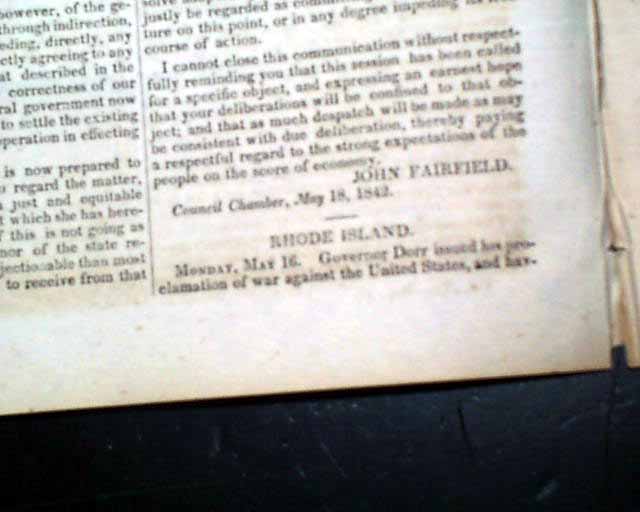 however, of the ge-
through indirection,
eding, directly, any
ctly agreeing to any
at described in the
correctness of our
ral government now
to settle the existing
operation in effecting
is now prepared to
regard the matter,
just and equitable
which she has here-
f this is not going as
nor of the state re-
jectionable than most
to receive from that
justly be regarded as
ture on this point, or in any degree impeding
course of action.
I cannot close this communication without respect-
fully reminding you that this session has been called
for a specific object, and expressing an earnest hope
that your deliberations will be confined to that ob-
ject; and that as much despatch will be made as may
be consistent with due deliberation, thereby paying
a respectful regard to the strong expectations of the
people on the score of economy.
JOHN FAIRFIELD.
Council Chamber, May 18, 1842.
RHODE ISLAND.
MONDAY, MAY 16. Governor Dorr issued his pro-
clamation of war against the United States, and hav-